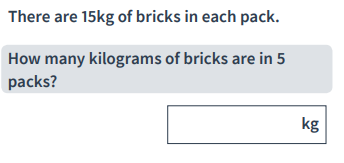 There are 15kg of bricks in each pack.
How many kilograms of bricks are in 5
packs?
kg